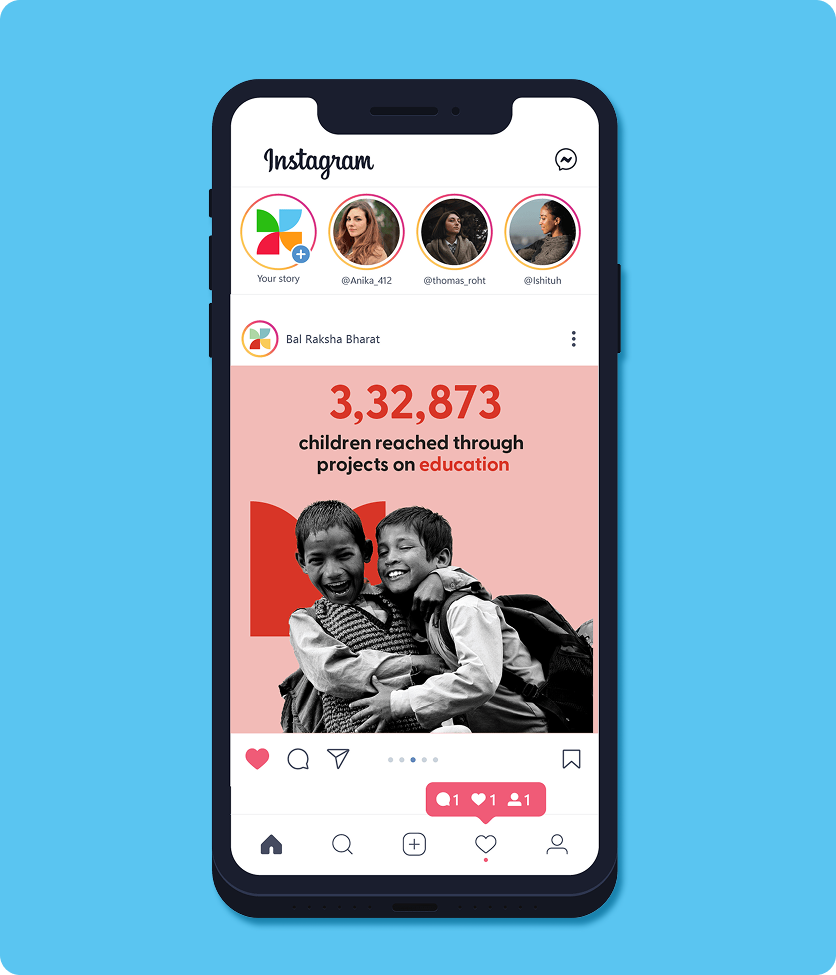 Instagram
Your story
@Anika_412
@thomas_roht
@Ishituh
Bal Raksha Bharat
3,32,873
children reached through
projects on education
1 1 1